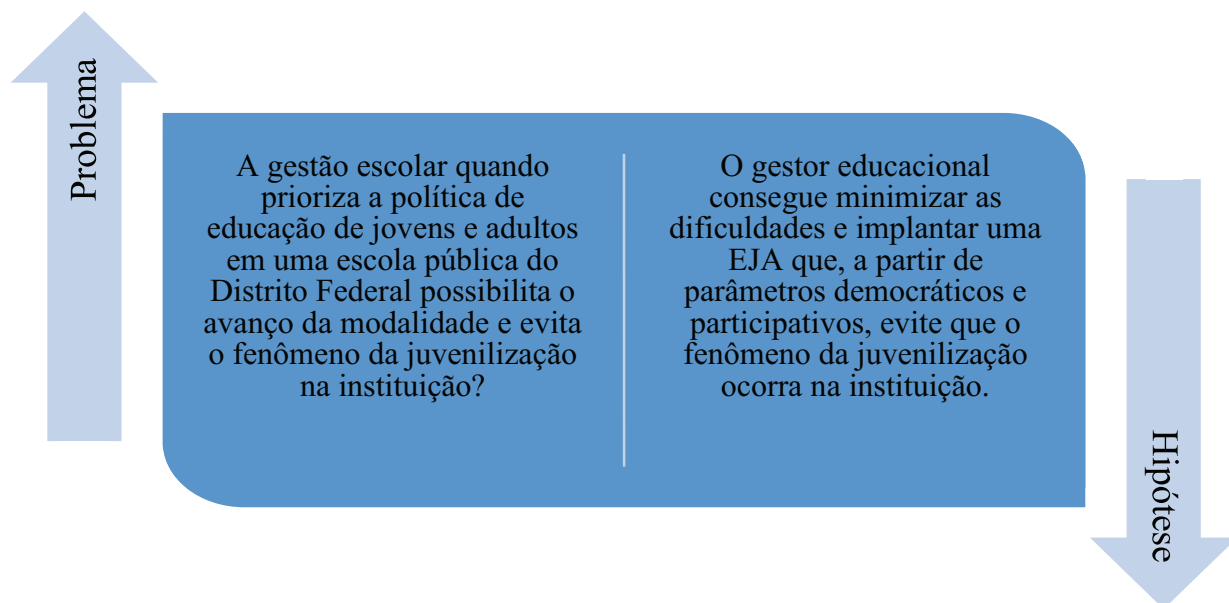 Problema
A gestão escolar quando
prioriza a política de
educação de jovens e adultos
em uma escola pública do
Distrito Federal possibilita o
avanço da modalidade e evita
o fenômeno da juvenilização
na instituição?
O gestor educacional
consegue minimizar as
dificuldades e implantar uma
EJA que, a partir de
parâmetros democráticos e
participativos, evite que o
fenômeno da juvenilização
ocorra na instituição.
Hipótese